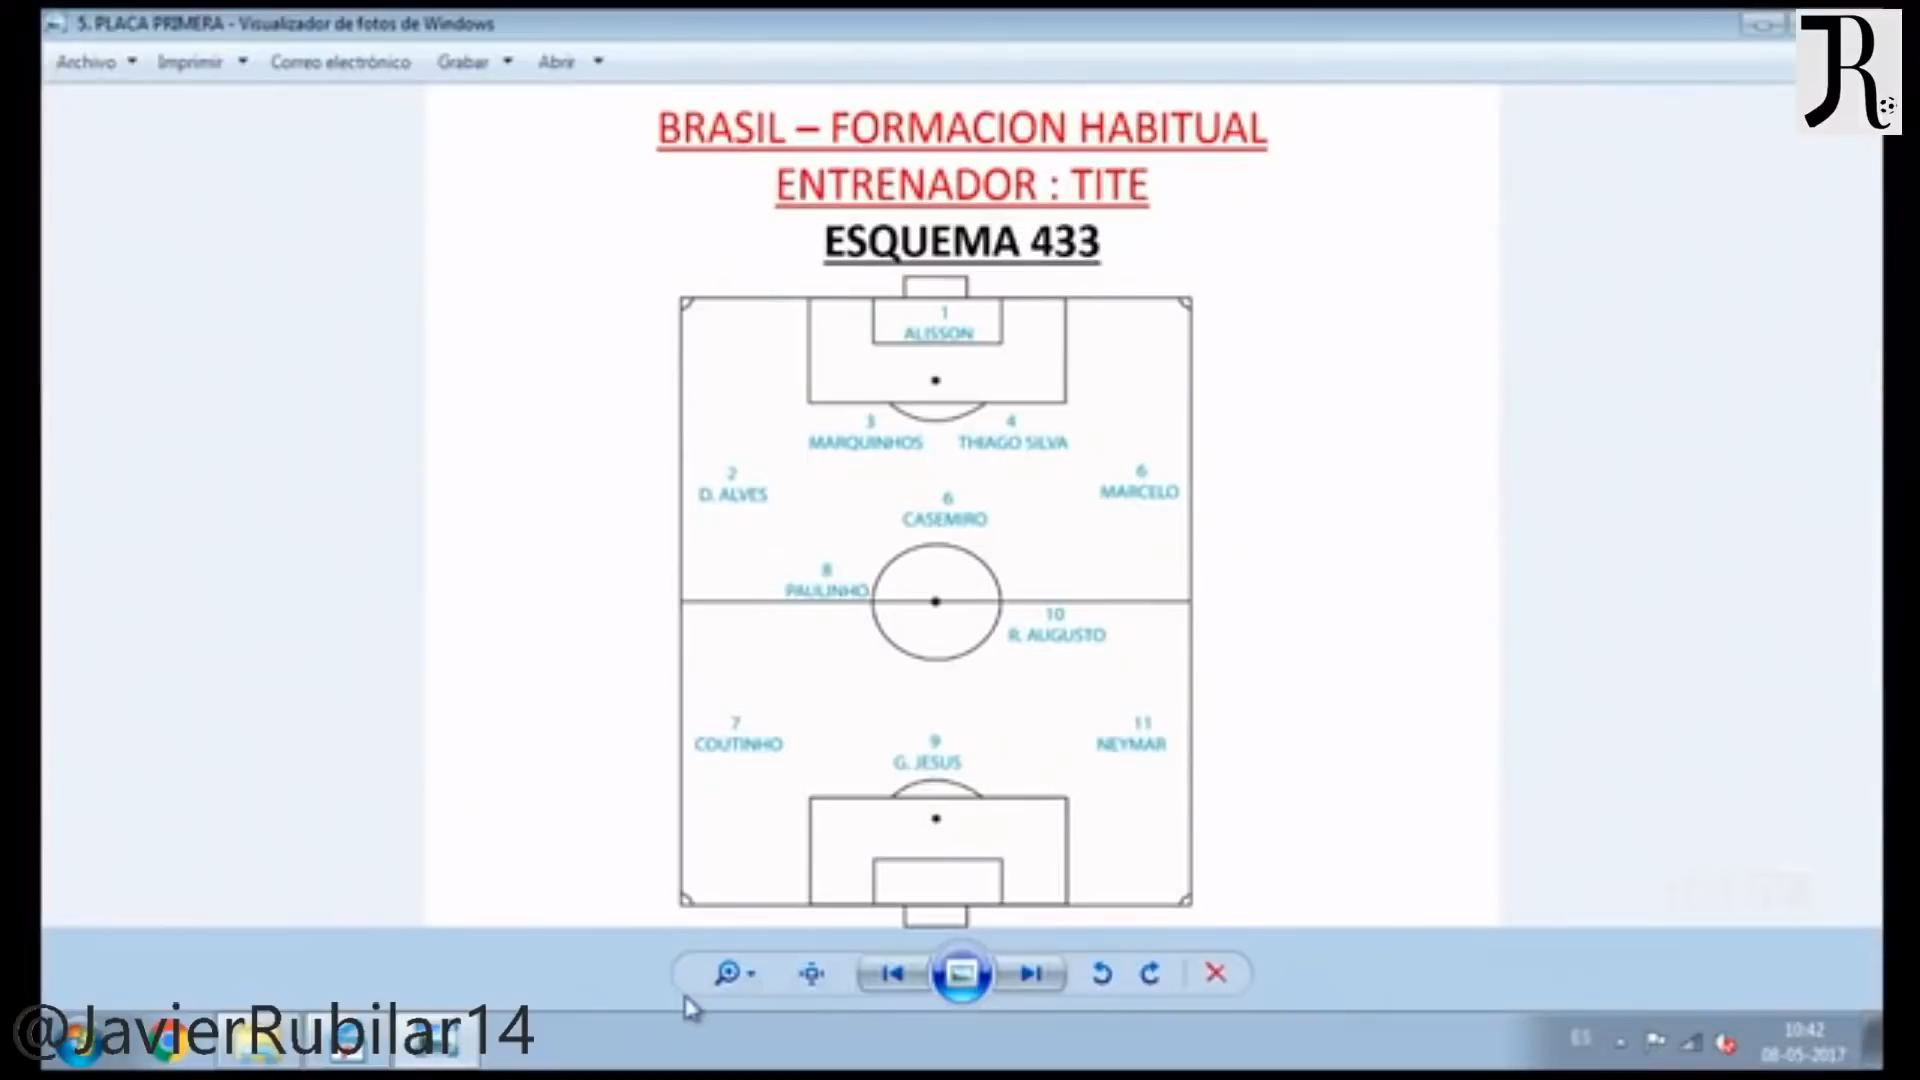 5. PLACA PRIMERA - Visualizador de fotos de Windows
Archivo Imprimir Correo electrónico Grabar Abrir
JR
BRASIL – FORMACION HABITUAL
ENTRENADOR : TITE
ESQUEMA 433
1
ALISSON
3 4
MARQUINHOS THIAGO SILVA
2 6
D. ALVES MARCELO
6
CASEMIRO
8
PAULINHO
10
R. AUGUSTO
7 11
COUTINHO NEYMAR
9
G. JESUS
@JavierRubilar14
ES
10:42
08-05-2017